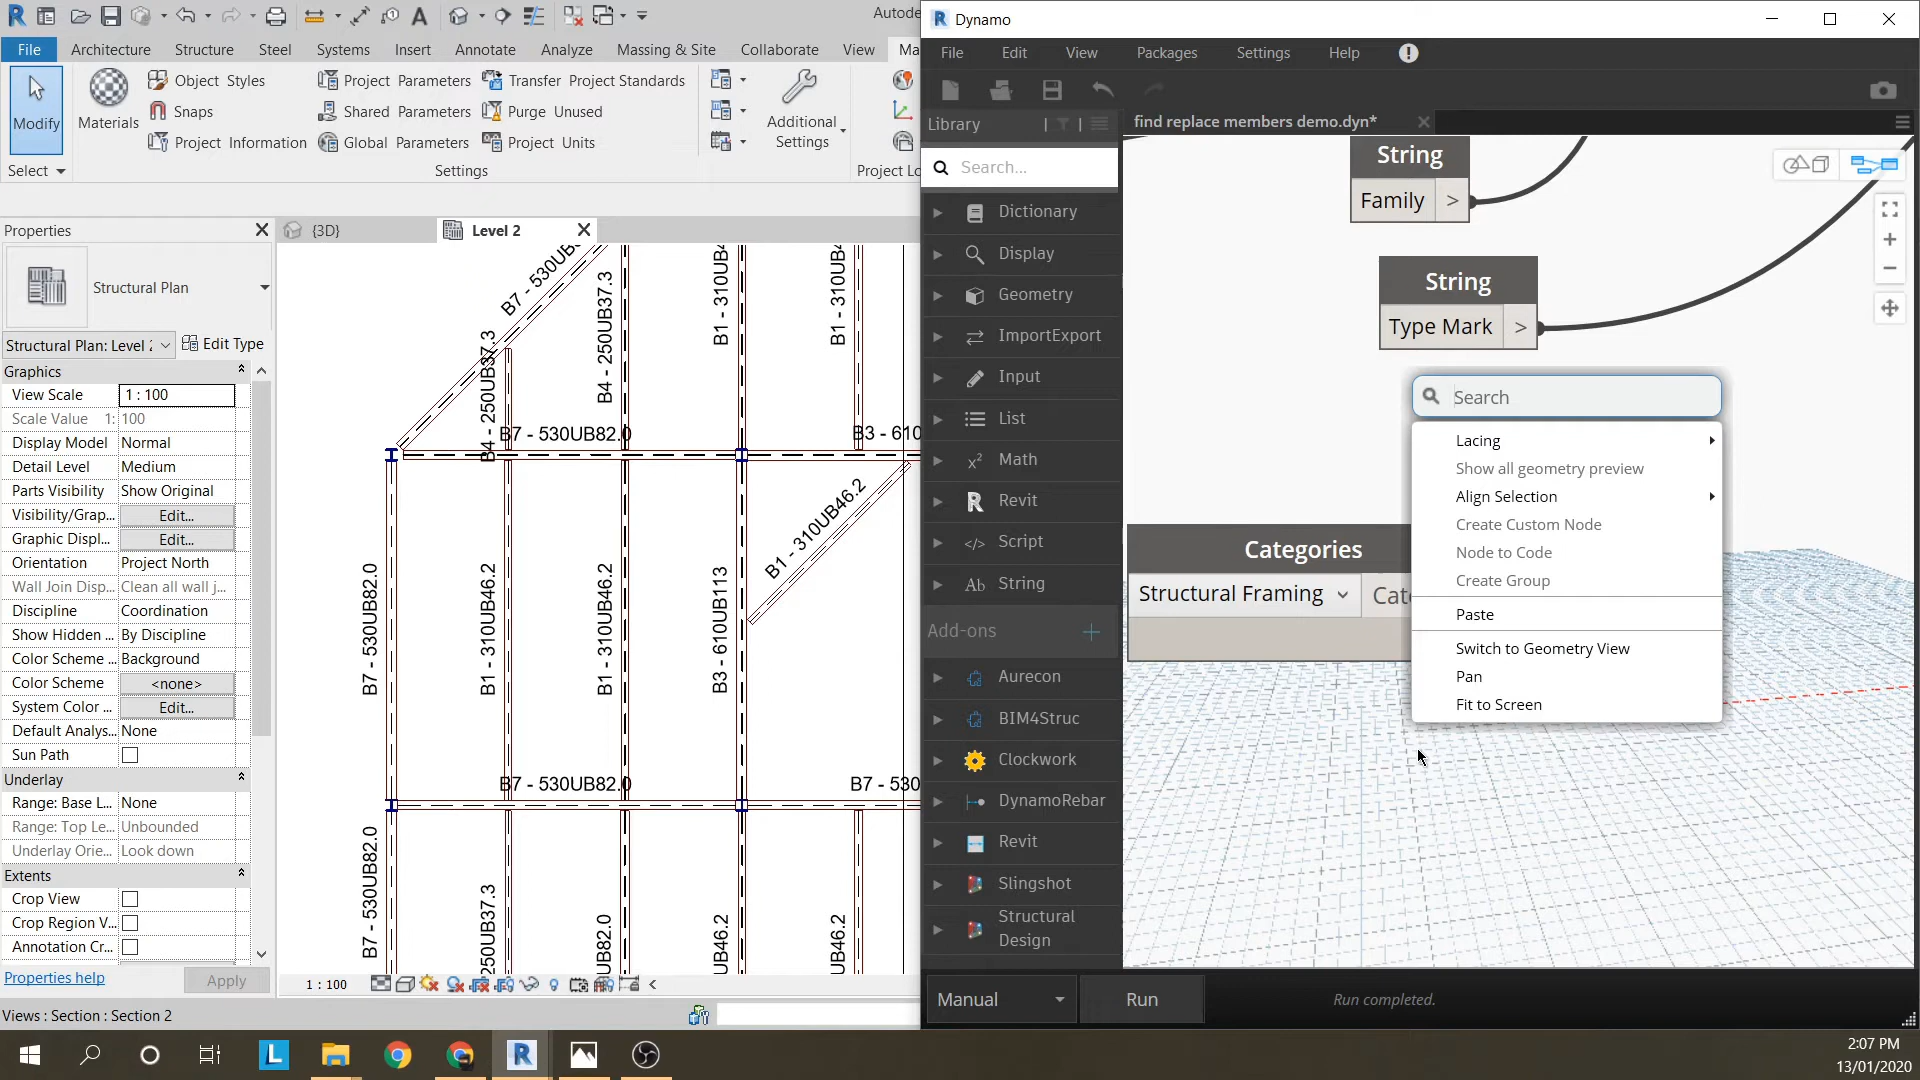 Autode
File
Architecture
Structure
Steel
Systems
Insert
Annotate
Analyze
Massing & Site
Collaborate
View
Ma
Modify
Materials
Object Styles
Snaps
Project Information
Project Parameters
Shared Parameters
Global Parameters
Transfer Project Standards
Purge Unused
Project Units
Additional
Settings
Select
Settings
Project Lo
Properties
Structural Plan
Structural Plan: Level 2
Edit Type
Graphics
View Scale
1 : 100
Scale Value 1:
100
Display Model
Normal
Detail Level
Medium
Parts Visibility
Show Original
Visibility/Grap...
Edit...
Graphic Displ...
Edit...
Orientation
Project North
Wall Join Disp...
Clean all wall j...
Discipline
Coordination
Show Hidden ...
By Discipline
Color Scheme ...
Background
Color Scheme
<none>
System Color ...
Edit...
Default Analys...
None
Sun Path
Underlay
Range: Base L...
None
Range: Top Le...
Unbounded
Underlay Orie...
Look down
Extents
Crop View
Crop Region V...
Annotation Cr...
Properties help
Apply
Views : Section : Section 2
{3D}
Level 2
B7 - 530UB8
B4 - 250UB37.3
B4 - 250UB37.3
B1 - 310UB4
B1 - 310UB4
B7 - 530UB82.0
B3 - 610
B7 - 530UB82.0
B1 - 310UB46.2
B1 - 310UB46.2
B3 - 610UB113
B1 - 310UB46.2
B7 - 530UB82.0
B7 - 530
B7 - 530UB82.0
250UB37.3
UB82.0
UB46.2
UB46.2
1 : 100
Dynamo
File
Edit
View
Packages
Settings
Help
Library
Search...
Dictionary
Display
Geometry
ImportExport
Input
List
Math
Revit
Script
String
Add-ons
Aurecon
BIM4Struc
Clockwork
DynamoRebar
Revit
Slingshot
Structural
Design
find replace members demo.dyn*
String
Family >
String
Type Mark >
Categories
Structural Framing
Cate
Search
Lacing
Show all geometry preview
Align Selection
Create Custom Node
Node to Code
Create Group
Paste
Switch to Geometry View
Pan
Fit to Screen
Manual
Run
Run completed.
2:07 PM
13/01/2020